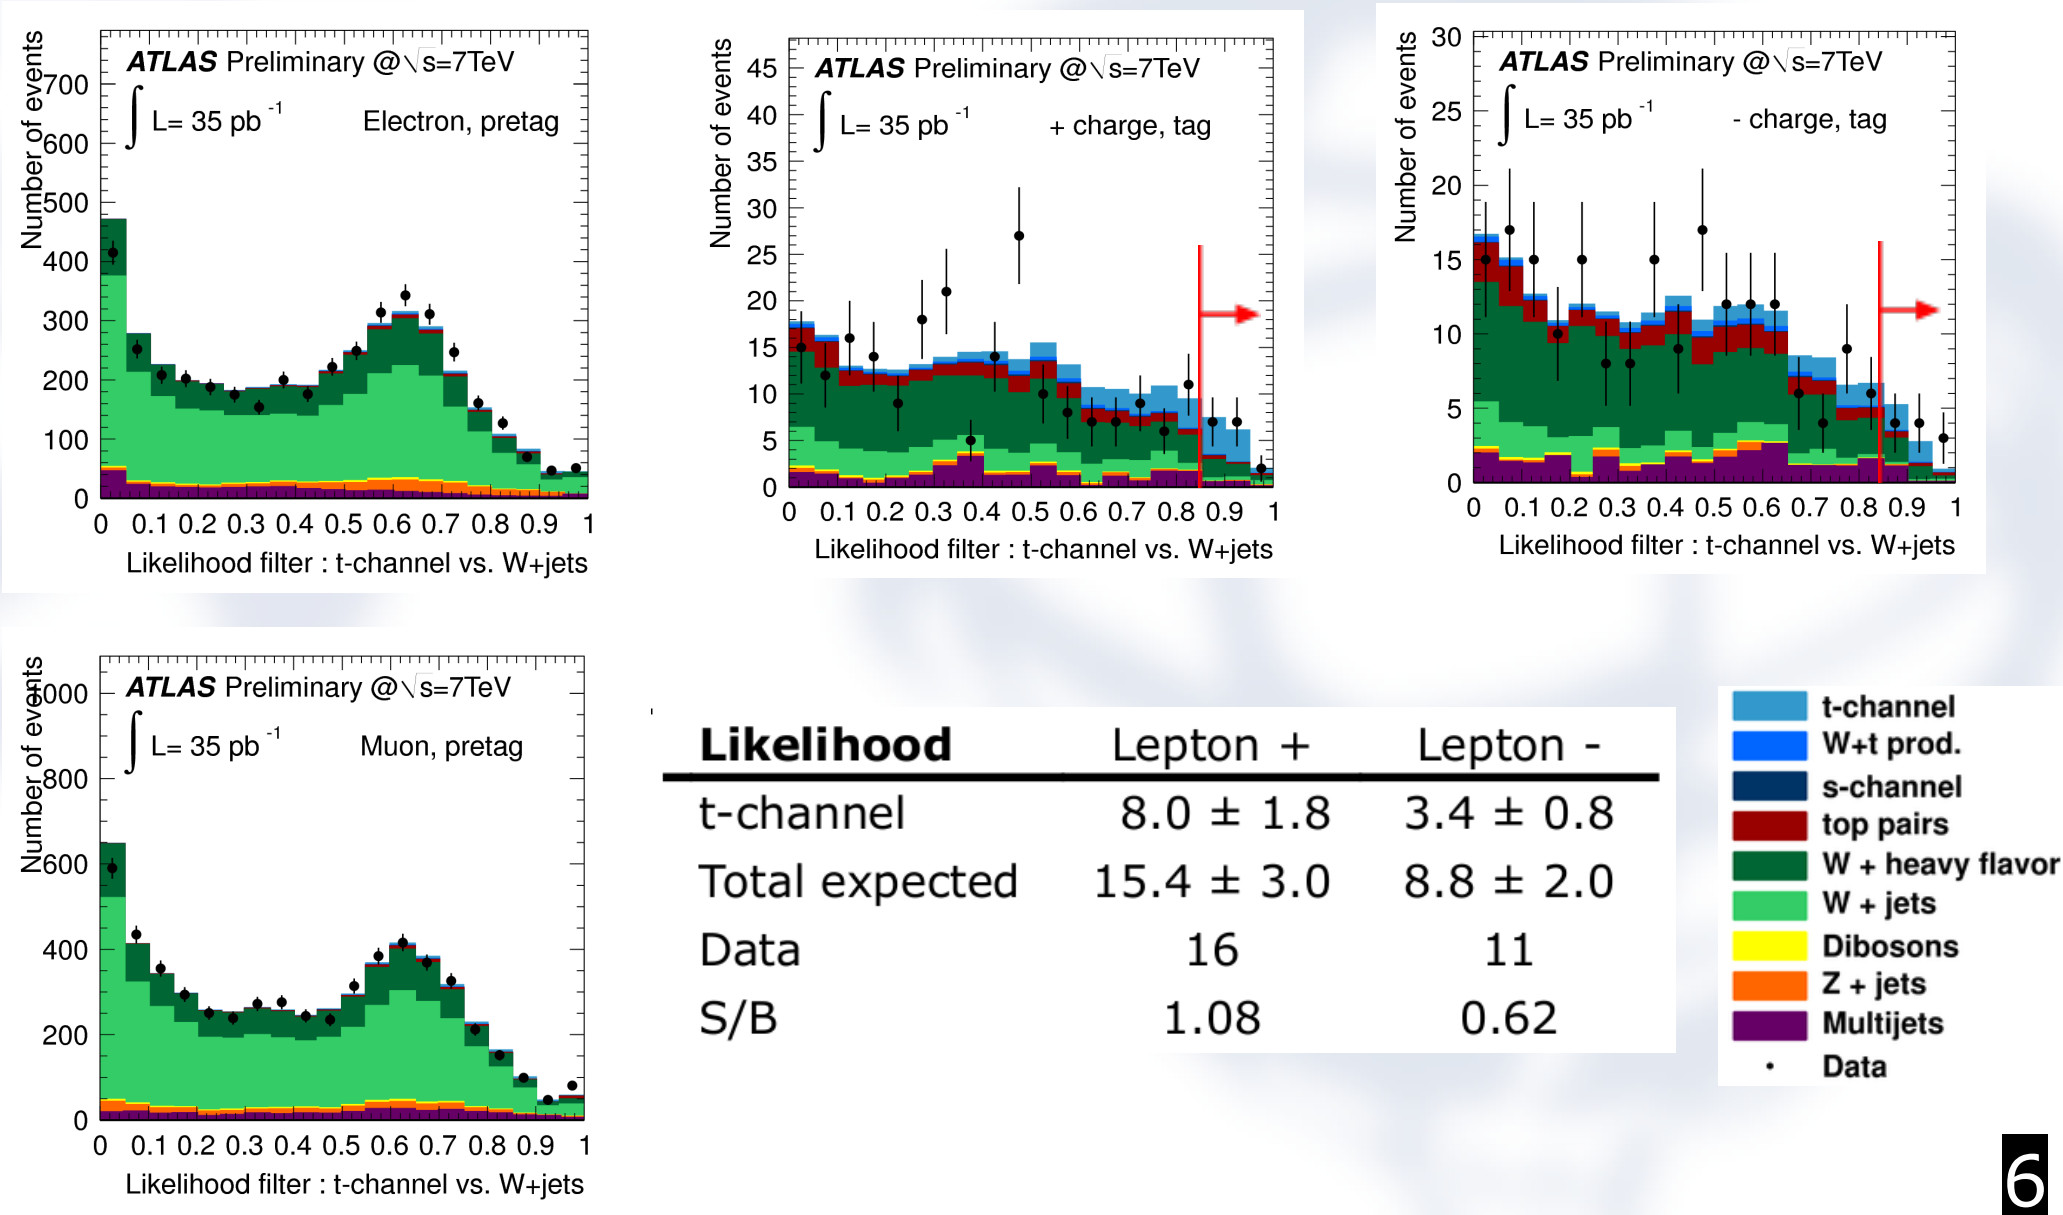 ATLAS Preliminary @√s=7TeV
∫ L= 35 pb -1 Electron, pretag
Number of events
700
600
500
400
300
200
100
0
0 0.1 0.2 0.3 0.4 0.5 0.6 0.7 0.8 0.9 1
Likelihood filter : t-channel vs. W+jets
ATLAS Preliminary @√s=7TeV
∫ L= 35 pb -1 + charge, tag
Number of events
45
40
35
30
25
20
15
10
5
0
0 0.1 0.2 0.3 0.4 0.5 0.6 0.7 0.8 0.9 1
Likelihood filter : t-channel vs. W+jets
ATLAS Preliminary @√s=7TeV
∫ L= 35 pb -1 - charge, tag
Number of events
30
25
20
15
10
5
0
0 0.1 0.2 0.3 0.4 0.5 0.6 0.7 0.8 0.9 1
Likelihood filter : t-channel vs. W+jets
ATLAS Preliminary @√s=7TeV
∫ L= 35 pb -1 Muon, pretag
Number of events
1000
800
600
400
200
0
0 0.1 0.2 0.3 0.4 0.5 0.6 0.7 0.8 0.9 1
Likelihood filter : t-channel vs. W+jets
Likelihood Lepton + Lepton -
t-channel 8.0 ± 1.8 3.4 ± 0.8
Total expected 15.4 ± 3.0 8.8 ± 2.0
Data 16 11
S/B 1.08 0.62
t-channel
W+t prod.
s-channel
top pairs
W + heavy flavor
W + jets
Dibosons
Z + jets
Multijets
Data
6